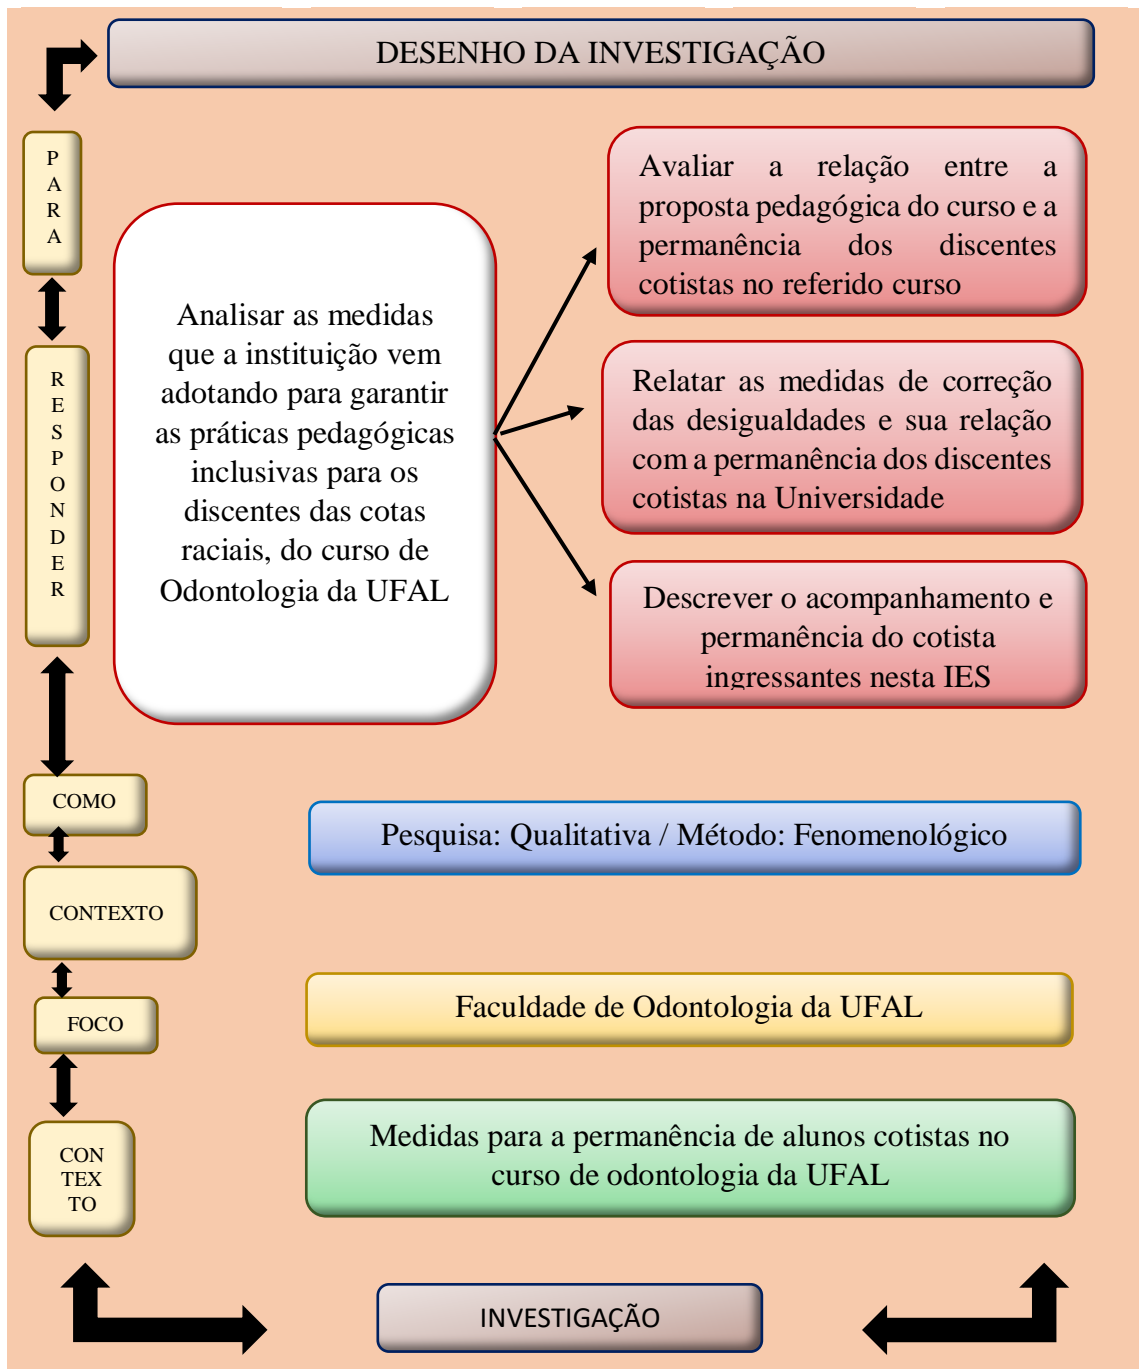 DESENHO DA INVESTIGAÇÃO
P
A
R
A
Avaliar a relação entre a
proposta pedagógica do curso e a
permanência dos discentes
cotistas no referido curso
Analisar as medidas
que a instituição vem
adotando para garantir
as práticas pedagógicas
inclusivas para os
discentes das cotas
raciais, do curso de
Odontologia da UFAL
R
E
S
P
O
N
D
E
R
Relatar as medidas de correção
das desigualdades e sua relação
com a permanência dos discentes
cotistas na Universidade
Descrever o acompanhamento e
permanência do cotista
ingressantes nesta IES
COMO
Pesquisa: Qualitativa / Método: Fenomenológico
CONTEXTO
Faculdade de Odontologia da UFAL
FOCO
Medidas para a permanência de alunos cotistas no
curso de odontologia da UFAL
CON
TEX
TO
INVESTIGAÇÃO